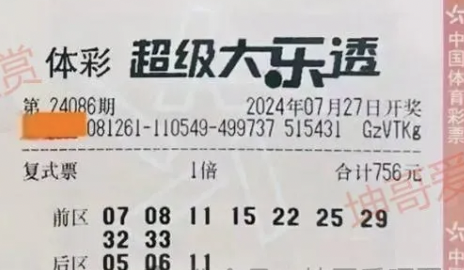 体彩 超级大乐透
第 24086期 2024年07月27日开奖
081261-110549-499737 515431 GzVTKg
复式票 1倍 合计756元
前区 07 08 11 15 22 25 29
32 33
后区 05 06 11
赏
坤哥爱
中国体育彩票
中